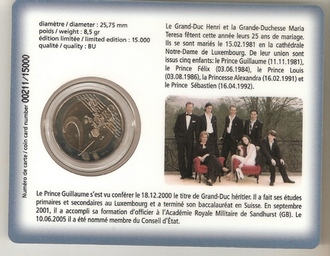 diamètre / diameter : 25,75 mm
poids / weight : 8,5 gr
édition limitée / limited edition : 15.000
qualité / quality : BU
Le Grand-Duc Henri et la Grande-Duchesse Maria
Teresa fêtent cette année leurs 25 ans de mariage.
Ils se sont mariés le 15.02.1981 en la cathédrale
Notre-Dame de Luxembourg. De leur union sont
issus cinq enfants: le Prince Guillaume (11.11.1981),
le Prince Félix (03.06.1984), le Prince Louis
(03.08.1986), la Princesse Alexandra (16.02.1991) et
le Prince Sébastien (16.04.1992).
Numéro de carte / coin card number 00211/15000
2
EURO
Le Prince Guillaume s'est vu conférer le 18.12.2000 le titre de Grand-Duc héritier. Il a fait ses études
primaires et secondaires au Luxembourg et a terminé son baccalauréat en Suisse. En septembre
2001, il a accompli sa formation d'officier à l'Académie Royale Militaire de Sandhurst (GB). Le
10.06.2005 il a été nommé membre du Conseil d'État.